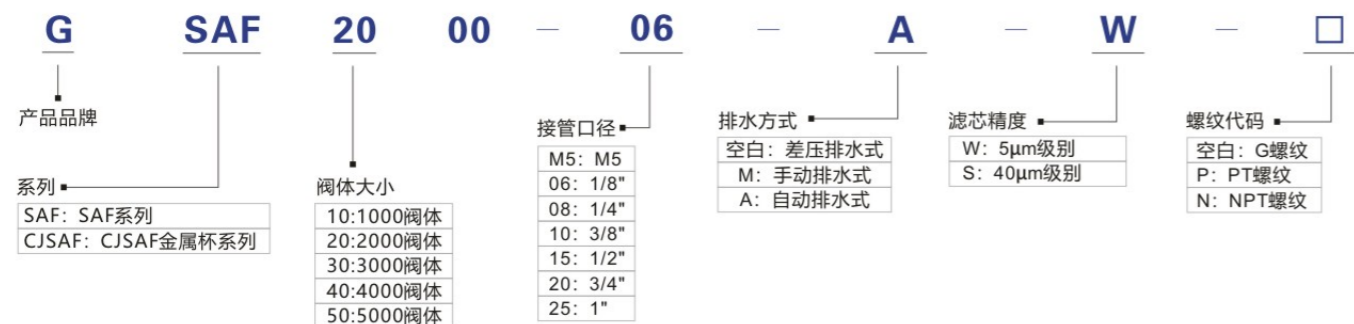 G SAF 20 00 — 06 — A — W — □
产品品牌
系列
SAF：SAF系列
CJSAF：CJSAF金属杯系列
阀体大小
10:1000阀体
20:2000阀体
30:3000阀体
40:4000阀体
50:5000阀体
接管口径
M5：M5
06：1/8"
08：1/4"
10：3/8"
15：1/2"
20：3/4"
25：1"
排水方式
空白：差压排水式
M：手动排水式
A：自动排水式
滤芯精度
W：5μm级别
S：40μm级别
螺纹代码
空白：G螺纹
P：PT螺纹
N：NPT螺纹